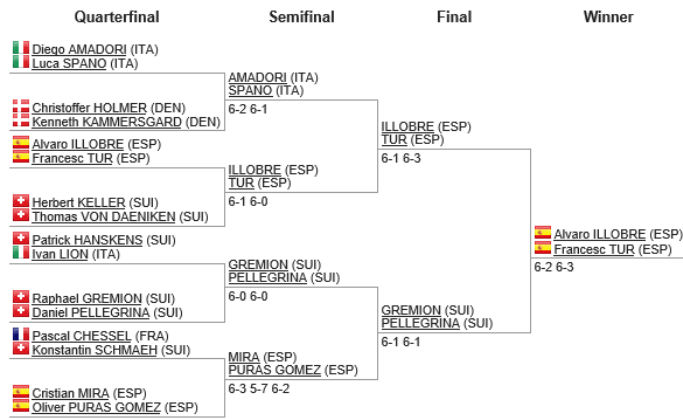 Quarterfinal
Semifinal
Final
Winner
Diego AMADORI (ITA)
Luca SPANO (ITA)
Christoffer HOLMER (DEN)
Kenneth KAMMERSGARD (DEN)
Alvaro ILLOBRE (ESP)
Francesc TUR (ESP)
Herbert KELLER (SUI)
Thomas VON DAENIKEN (SUI)
Patrick HANSKENS (SUI)
Ivan LION (ITA)
Raphael GREMION (SUI)
Daniel PELLEGRINA (SUI)
Pascal CHESSEL (FRA)
Konstantin SCHMAEH (SUI)
Cristian MIRA (ESP)
Oliver PURAS GOMEZ (ESP)
AMADORI (ITA)
SPANO (ITA)
6-2 6-1
ILLOBRE (ESP)
TUR (ESP)
6-1 6-0
GREMION (SUI)
PELLEGRINA (SUI)
6-0 6-0
MIRA (ESP)
PURAS GOMEZ (ESP)
6-3 5-7 6-2
ILLOBRE (ESP)
TUR (ESP)
6-1 6-3
GREMION (SUI)
PELLEGRINA (SUI)
6-1 6-1
Alvaro ILLOBRE (ESP)
Francesc TUR (ESP)
6-2 6-3